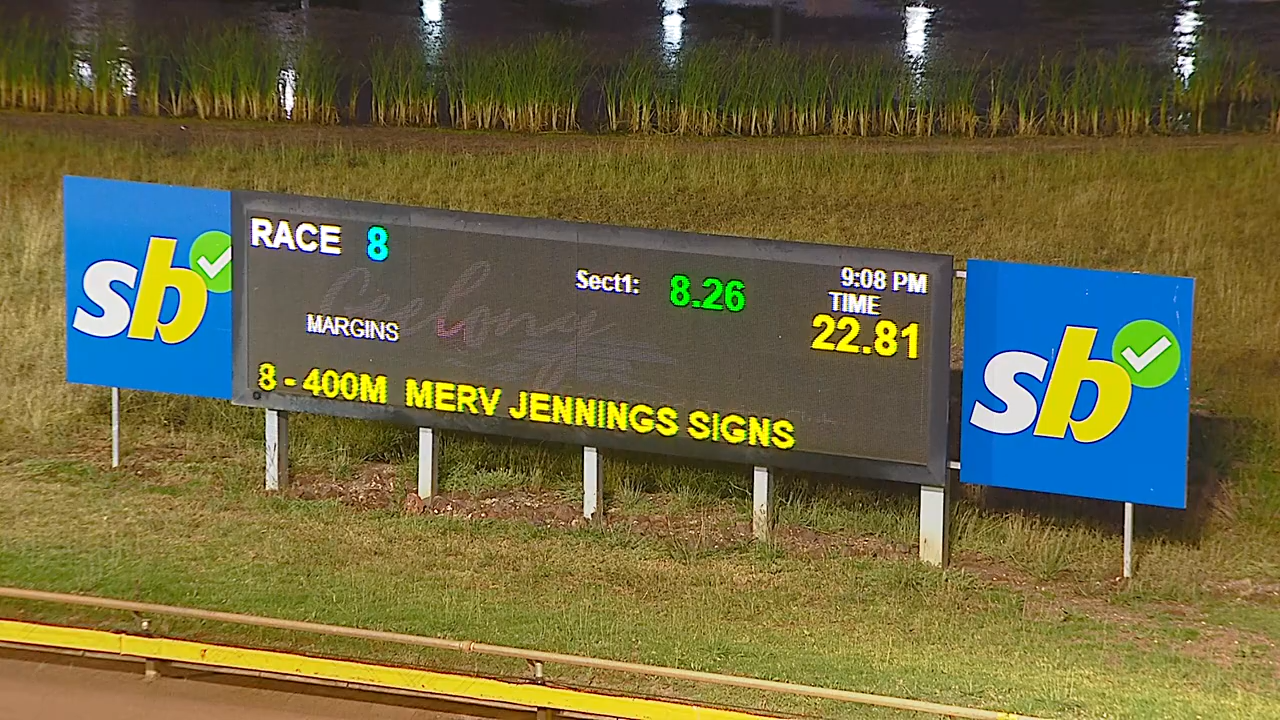 sb
RACE 8
Sect1: 8.26
9:08 PM
TIME
22.81
Geelong
MARGINS
8 - 400M MERV JENNINGS SIGNS
sb